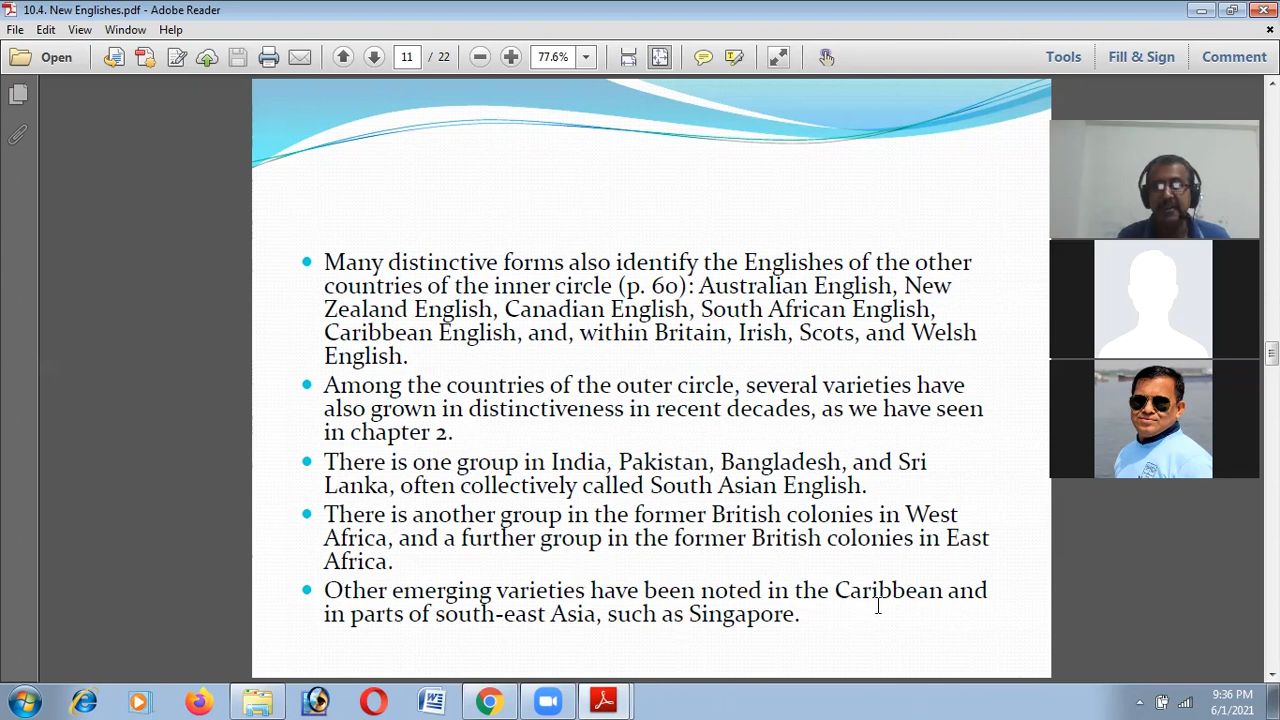 10.4. New Englishes.pdf - Adobe Reader
File Edit View Window Help
Open 11 / 22 77.6% Tools Fill & Sign Comment
Many distinctive forms also identify the Englishes of the other
countries of the inner circle (p. 60): Australian English, New
Zealand English, Canadian English, South African English,
Caribbean English, and, within Britain, Irish, Scots, and Welsh
English.
Among the countries of the outer circle, several varieties have
also grown in distinctiveness in recent decades, as we have seen
in chapter 2.
There is one group in India, Pakistan, Bangladesh, and Sri
Lanka, often collectively called South Asian English.
There is another group in the former British colonies in West
Africa, and a further group in the former British colonies in East
Africa.
Other emerging varieties have been noted in the Caribbean and
in parts of south-east Asia, such as Singapore.
9:36 PM
6/1/2021